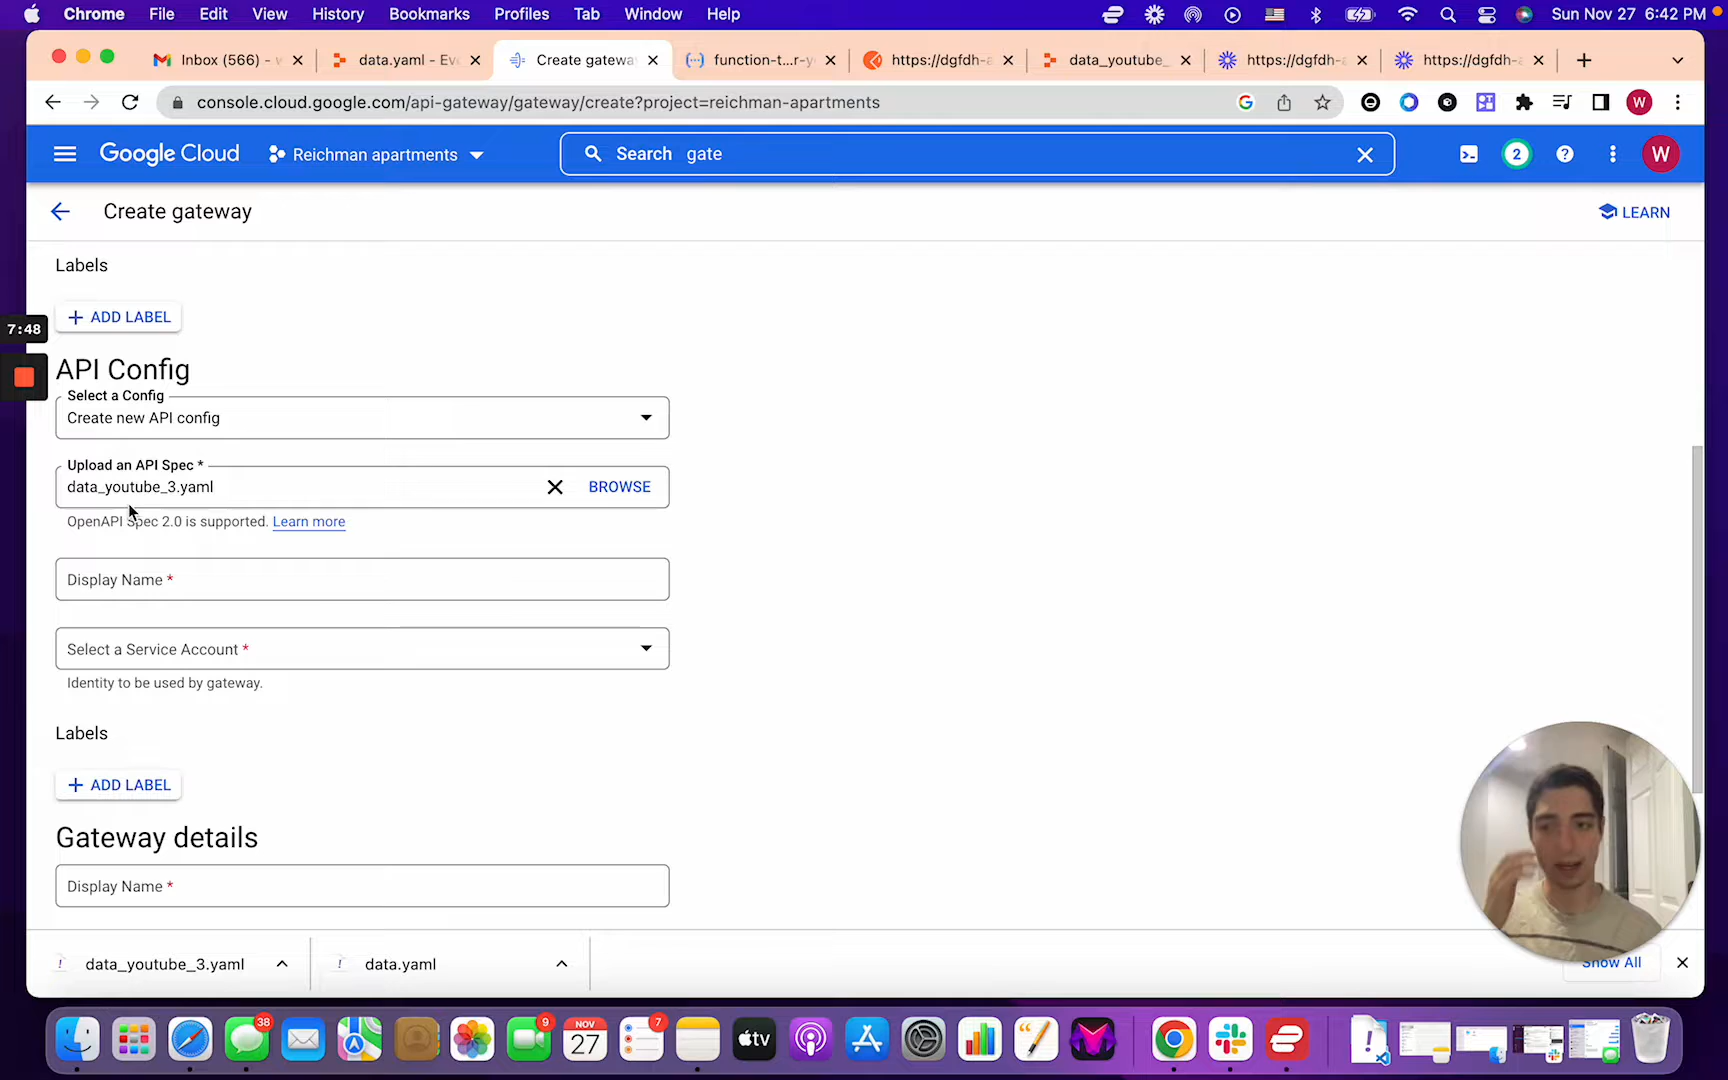 Chrome File Edit View History Bookmarks Profiles Tab Window Help Sun Nov 27 6:42 PM
Inbox (566) - data.yaml - Create gateway function-t...r-y https://dgfdh- data_youtube_ https://dgfdh- https://dgfdh-
console.cloud.google.com/api-gateway/gateway/create?project=reichman-apartments W
Google Cloud Reichman apartments Search gate 2 W
Create gateway LEARN
Labels
+ ADD LABEL
7:48
API Config
Select a Config
Create new API config
Upload an API Spec *
data_youtube_3.yaml BROWSE
OpenAPI Spec 2.0 is supported. Learn more
Display Name *
Select a Service Account *
Identity to be used by gateway.
Labels
+ ADD LABEL
Gateway details
Display Name *
data_youtube_3.yaml data.yaml Show All
38 9 NOV 27 7 tv